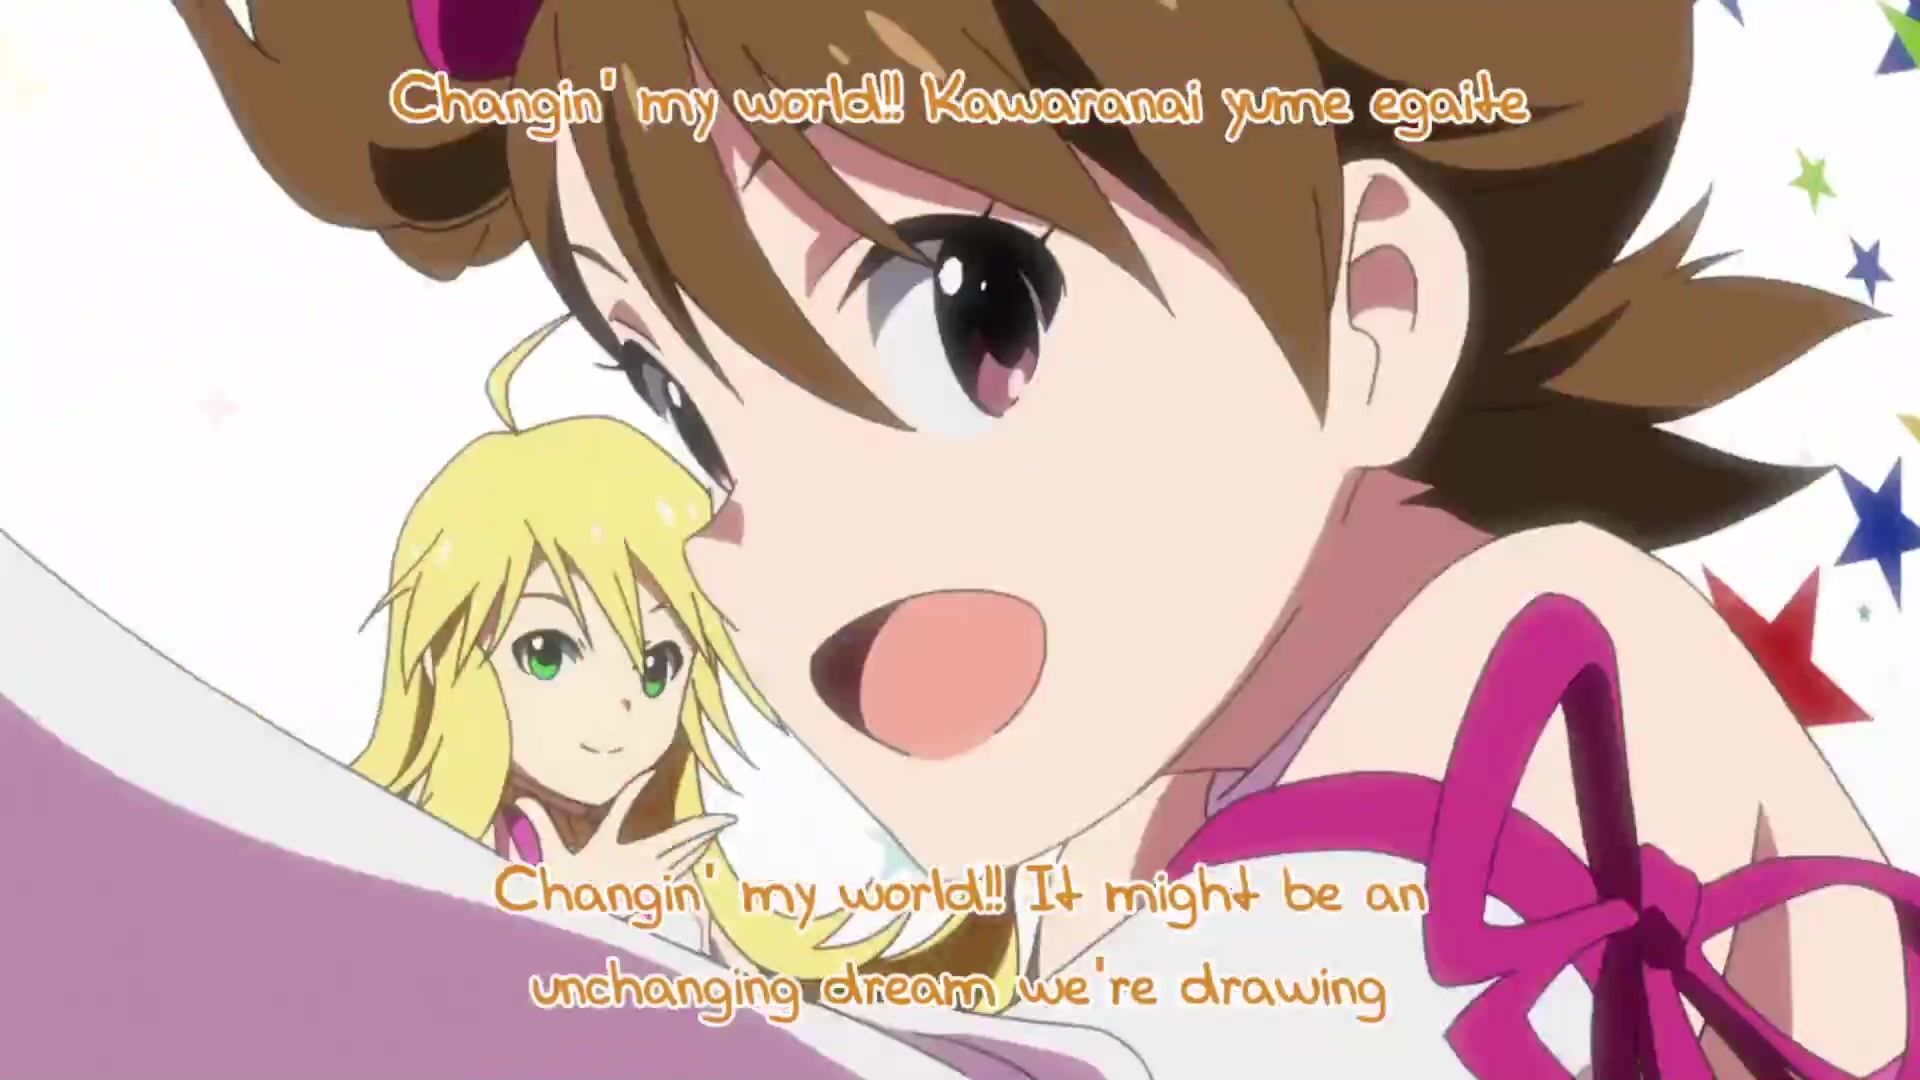 Changin' my world!! Kawaranai yume egaite
Changin' my world!! It might be an
unchanging dream we're drawing